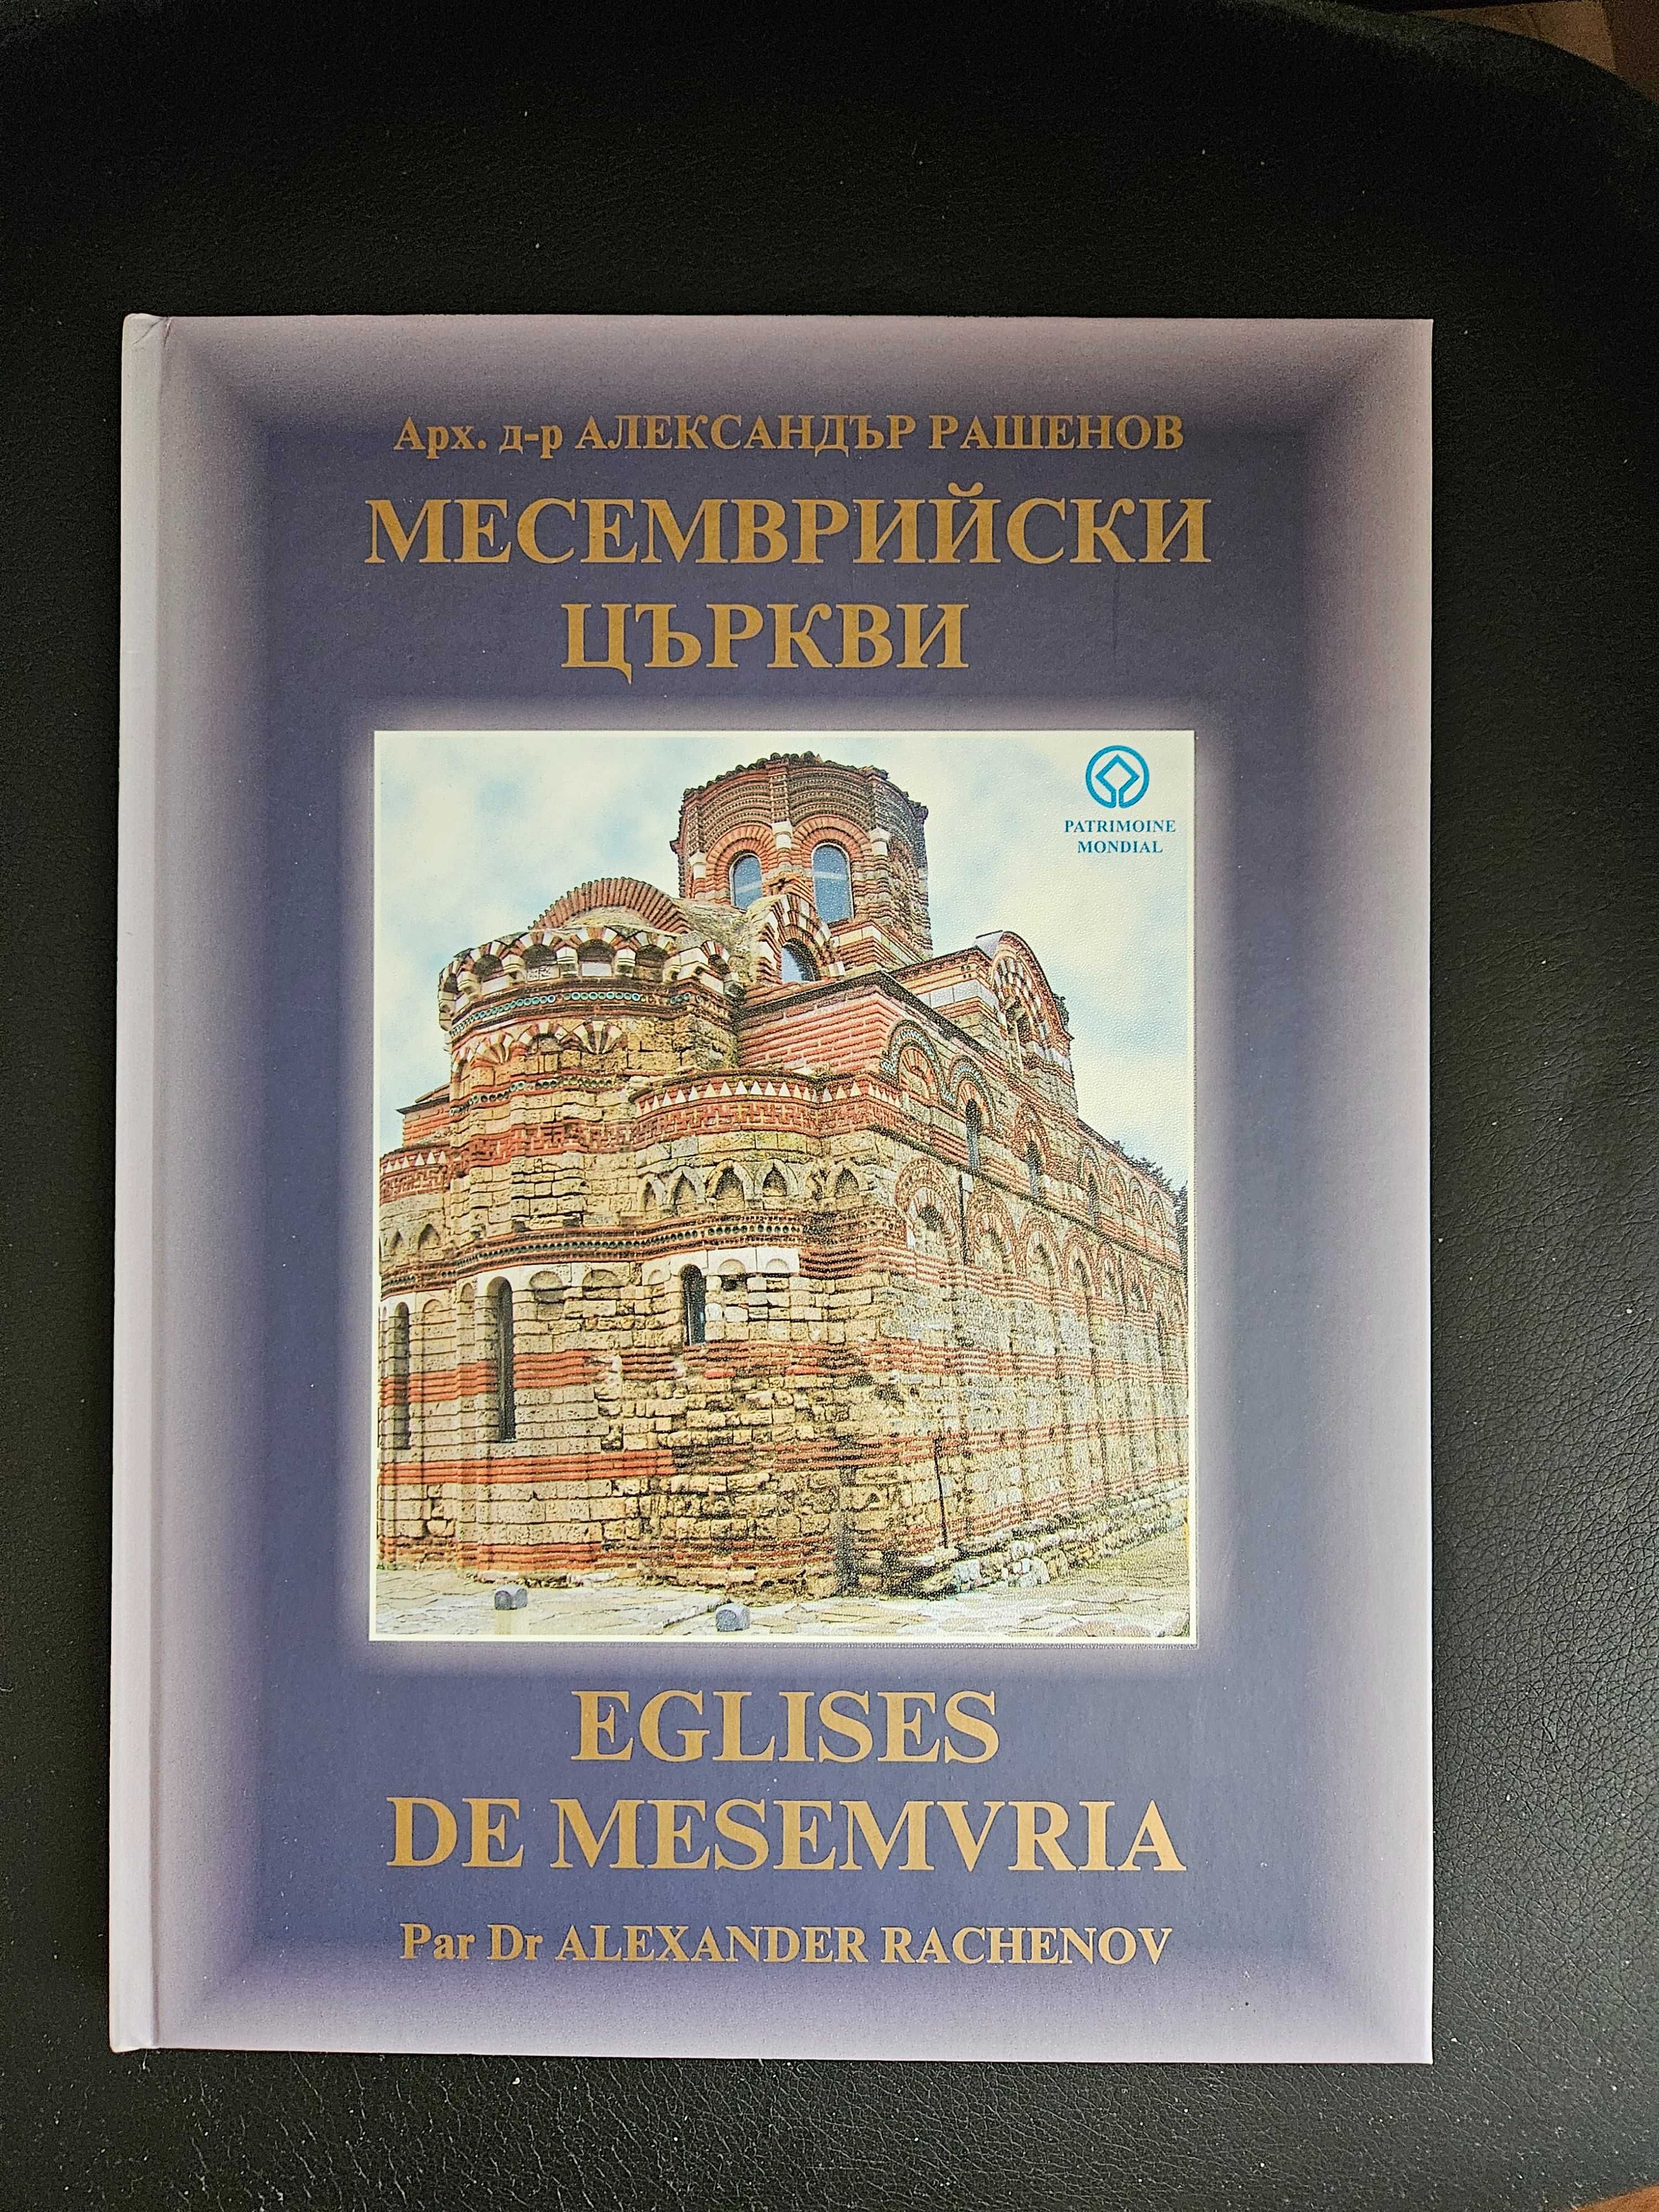 Арх. д-р АЛЕКСАНДЪР РАШЕНОВ
МЕСЕМВРИЙСКИ
ЦЪРКВИ
PATRIMOINE
MONDIAL
EGLISES
DE MESEMVRIA
Par Dr ALEXANDER RACHENOV